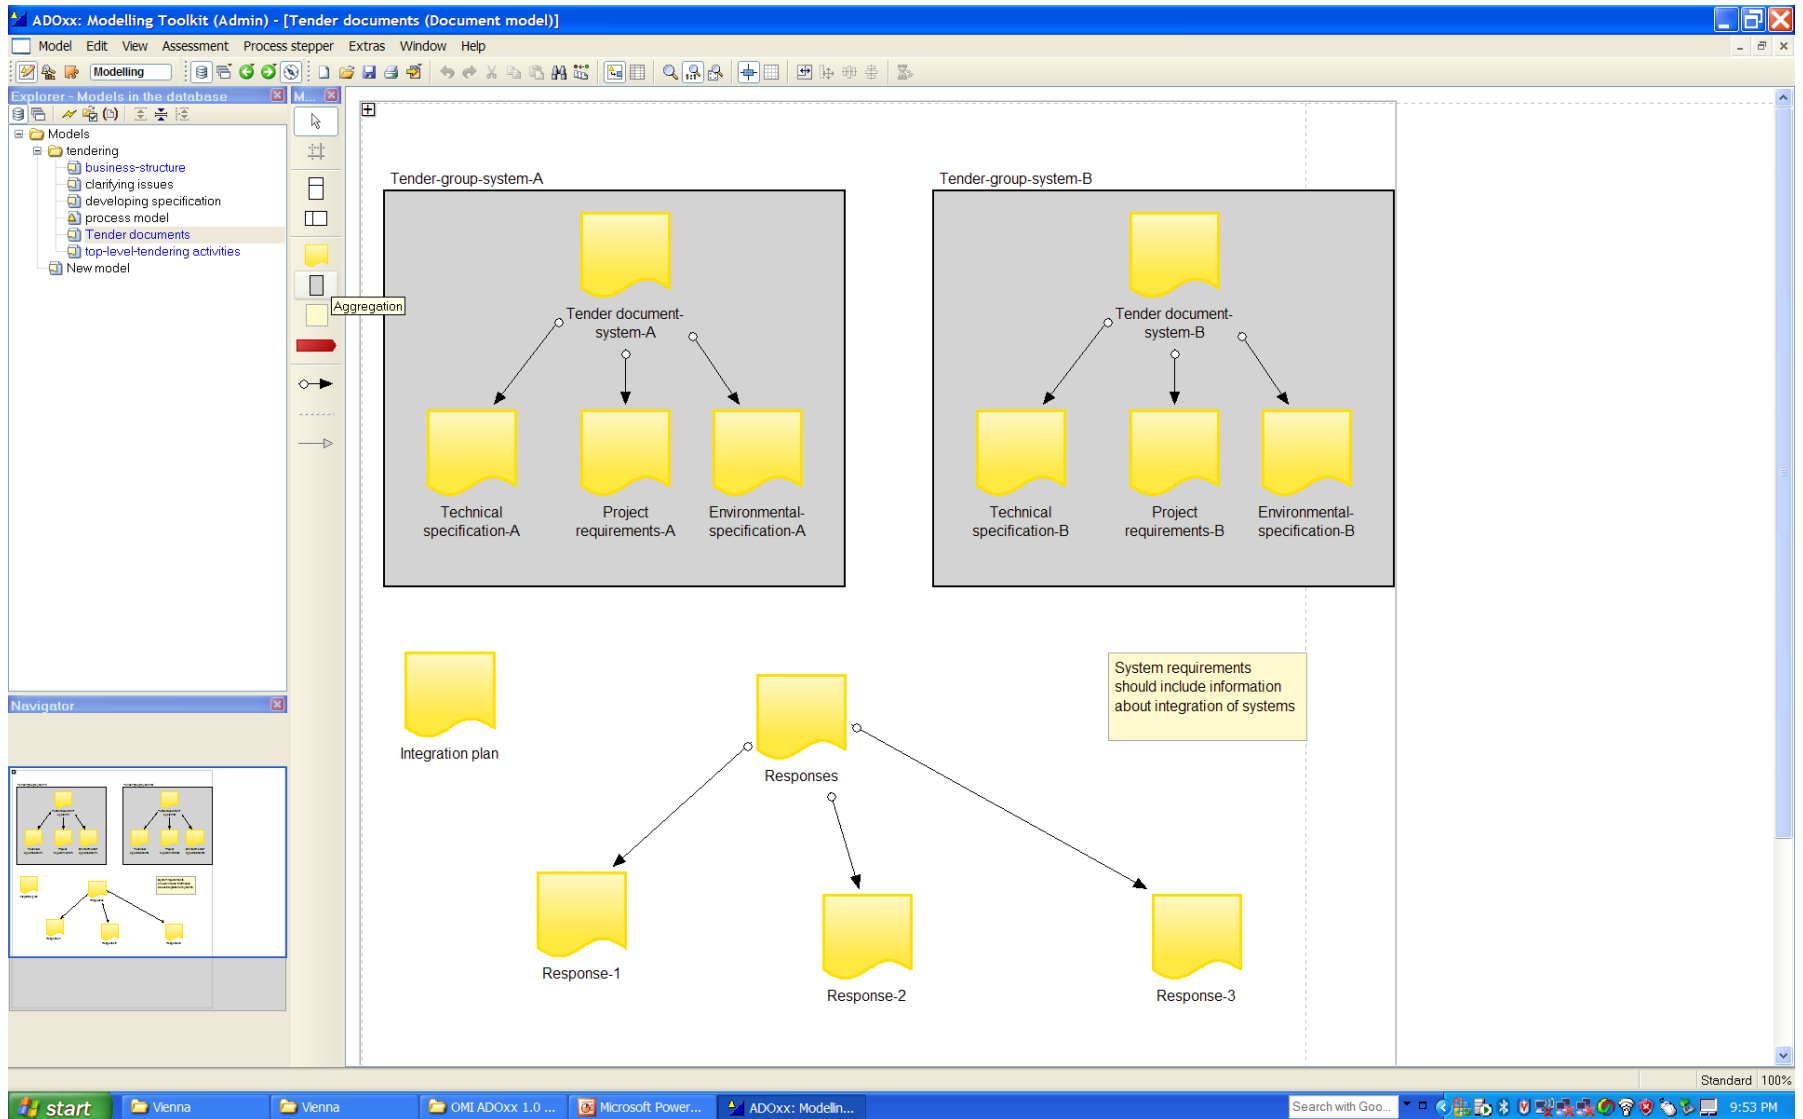 ADOxx: Modelling Toolkit (Admin) - [Tender documents (Document model)]
Model Edit View Assessment Process stepper Extras Window Help
Modelling
Explorer - Models in the database
M...
Models
tendering
business-structure
clarifying issues
developing specification
process model
Tender documents
top-level-tendering activities
New model
Aggregation
Navigator
Tender-group-system-A
Tender document-
system-A
Technical
specification-A
Project
requirements-A
Environmental-
specification-A
Tender-group-system-B
Tender document-
system-B
Technical
specification-B
Project
requirements-B
Environmental-
specification-B
Integration plan
Responses
System requirements
should include information
about integration of systems
Response-1
Response-2
Response-3
Standard 100%
start
Vienna
Vienna
OMI ADOxx 1.0 ...
Microsoft Power...
ADOxx: Modelin...
Search with Goo...
9:53 PM